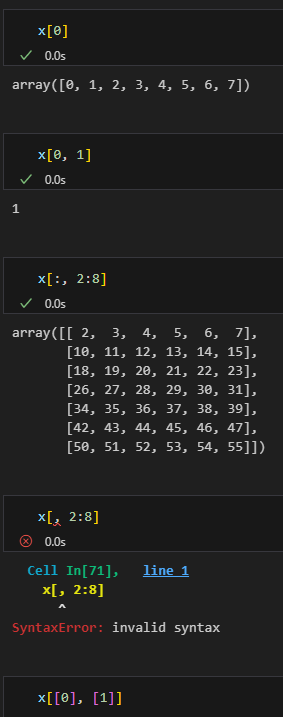 x[0]
0.0s
array([0, 1, 2, 3, 4, 5, 6, 7])
x[0, 1]
0.0s
1
x[:, 2:8]
0.0s
array([[ 2,  3,  4,  5,  6,  7],
       [10, 11, 12, 13, 14, 15],
       [18, 19, 20, 21, 22, 23],
       [26, 27, 28, 29, 30, 31],
       [34, 35, 36, 37, 38, 39],
       [42, 43, 44, 45, 46, 47],
       [50, 51, 52, 53, 54, 55]])
x[, 2:8]
0.0s
Cell In[71],   line 1
    x[, 2:8]
      ^
SyntaxError: invalid syntax
x[[0], [1]]